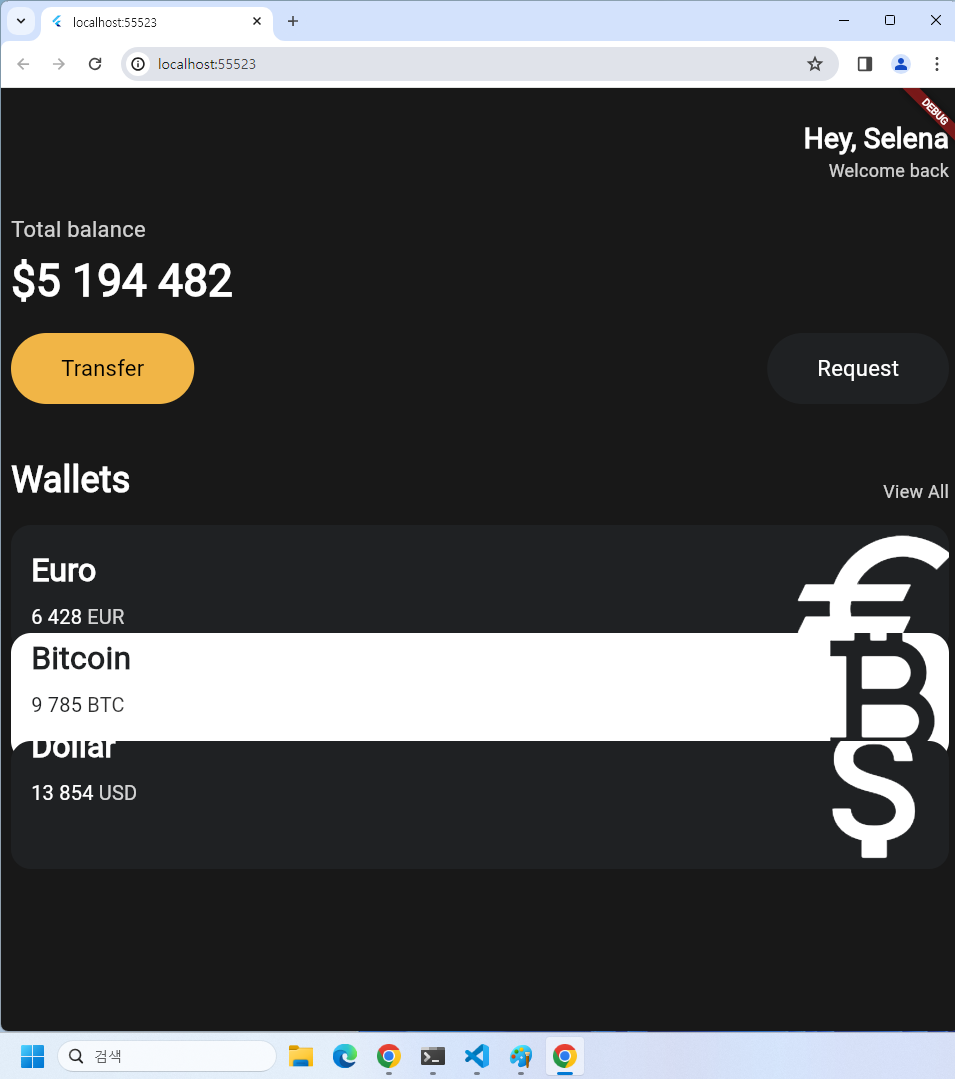 localhost:55523
localhost:55523
DEBUG
Hey, Selena
Welcome back
Total balance
$5 194 482
Transfer
Request
Wallets
View All
Euro
6 428 EUR
Bitcoin
9 785 BTC
Dollar
13 854 USD
검색